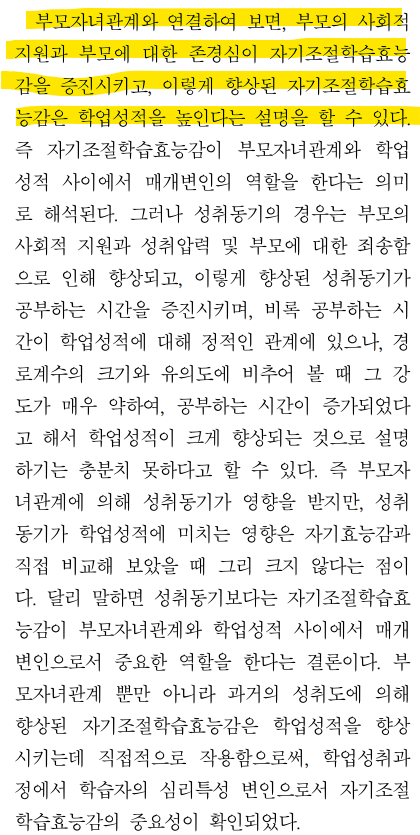 부모자녀관계와 연결하여 보면, 부모의 사회적
지원과 부모에 대한 존경심이 자기조절학습효능
감을 증진시키고, 이렇게 향상된 자기조절학습효
능감은 학업성적을 높인다는 설명을 할 수 있다.
즉 자기조절학습효능감이 부모자녀관계와 학업
성적 사이에서 매개변인의 역할을 한다는 의미
로 해석된다. 그러나 성취동기의 경우는 부모의
사회적 지원과 성취압력 및 부모에 대한 죄송함
으로 인해 향상되고, 이렇게 향상된 성취동기가
공부하는 시간을 증진시키며, 비록 공부하는 시
간이 학업성적에 대해 정적인 관계에 있으나, 경
로계수의 크기와 유의도에 비추어 볼 때 그 강
도가 매우 약하여, 공부하는 시간이 증가되었다
고 해서 학업성적이 크게 향상되는 것으로 설명
하기는 충분치 못하다고 할 수 있다. 즉 부모자
녀관계에 의해 성취동기가 영향을 받지만, 성취
동기가 학업성적에 미치는 영향은 자기효능감과
직접 비교해 보았을 때 그리 크지 않다는 점이
다. 달리 말하면 성취동기보다는 자기조절학습효
능감이 부모자녀관계와 학업성적 사이에서 매개
변인으로서 중요한 역할을 한다는 결론이다. 부
모자녀관계 뿐만 아니라 과거의 성취도에 의해
향상된 자기조절학습효능감은 학업성적을 향상
시키는데 직접적으로 작용함으로써, 학업성취과
정에서 학습자의 심리특성 변인으로서 자기조절
학습효능감의 중요성이 확인되었다.